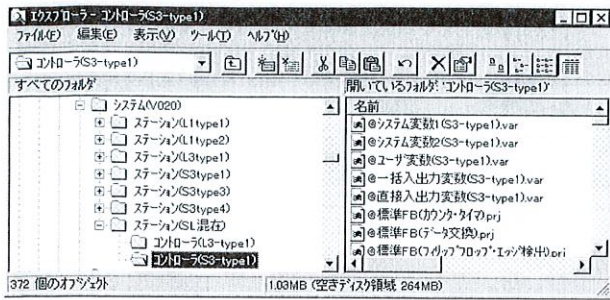 エクスプローラー コントローラ(S3-type1)
ファイル(F) 編集(E) 表示(V) ツール(T) ヘルプ(H)
コントローラ(S3-type1)
すべてのフォルダ
開いているフォルダ: 'コントローラ(S3-type1)'
システム(V020)
ステーション(L1type1)
ステーション(L1type2)
ステーション(L3type1)
ステーション(S3type1)
ステーション(S3type3)
ステーション(S3type4)
ステーション(SL混在)
コントローラ(L3-type1)
コントローラ(S3-type1)
名前
@システム変数1(S3-type1).var
@システム変数2(S3-type1).var
@ユーザ変数(S3-type1).var
@一括入出力変数(S3-type1).var
@直接入出力変数(S3-type1).var
@標準FB(カウンタ・タイマ).prj
@標準FB(データ交換).prj
@標準FB(フィリップフロップ・エッジ検出).prj
372 個のオブジェクト
1.03MB (空きディスク領域 264MB)